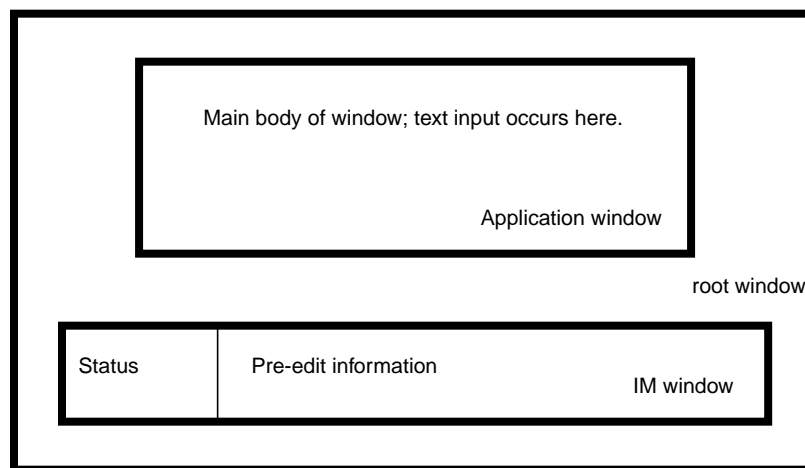 Main body of window; text input occurs here.
Application window
root window
Status
Pre-edit information
IM window